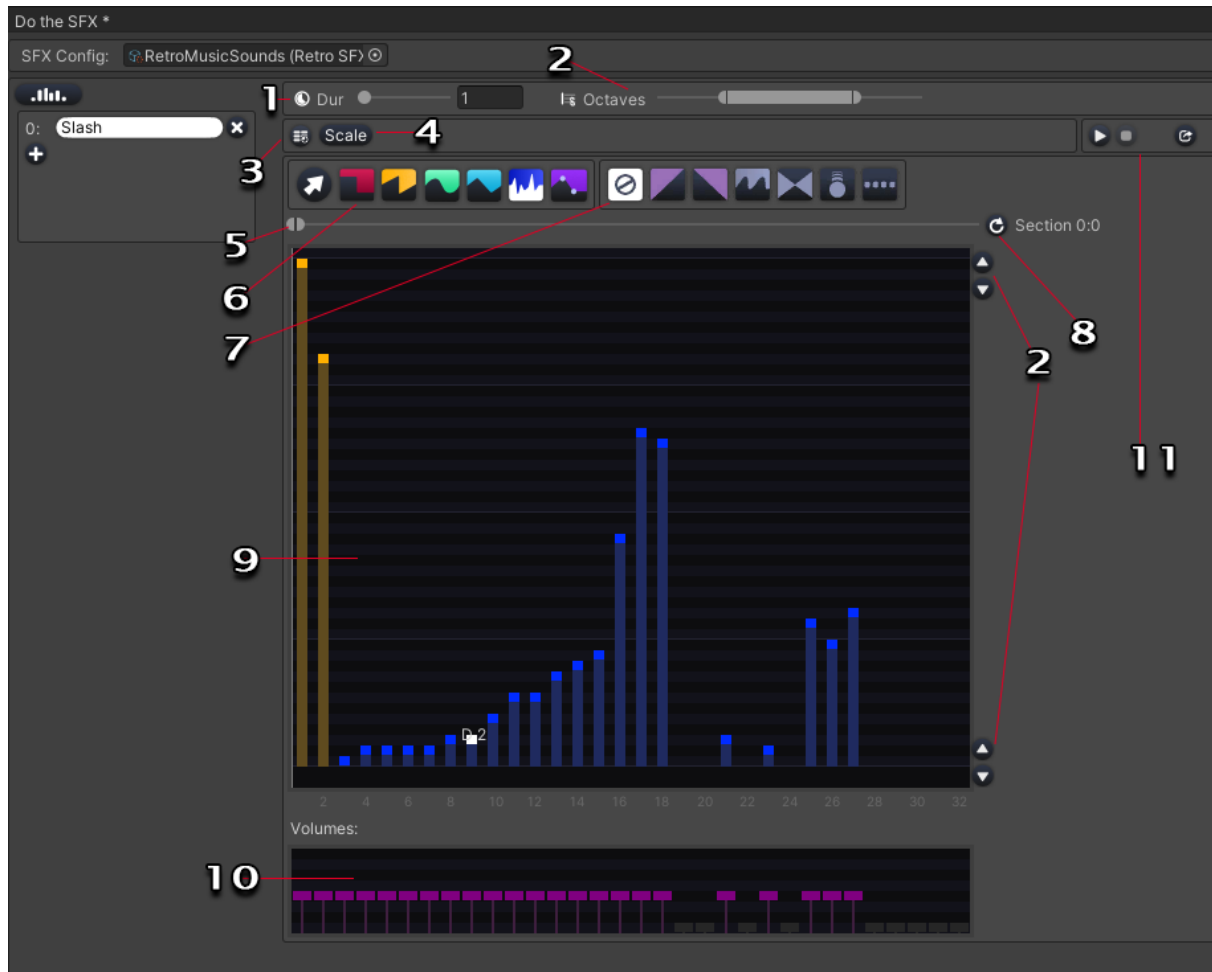 Do the SFX *
SFX Config: RetroMusicSounds (Retro SF)
2
1 Dur 1 Octaves
0: Slash
3 Scale 4
5 Section 0:0
6
7
8
2
11
9
D 2
2 4 6 8 10 12 14 16 18 20 22 24 26 28 30 32
Volumes:
10